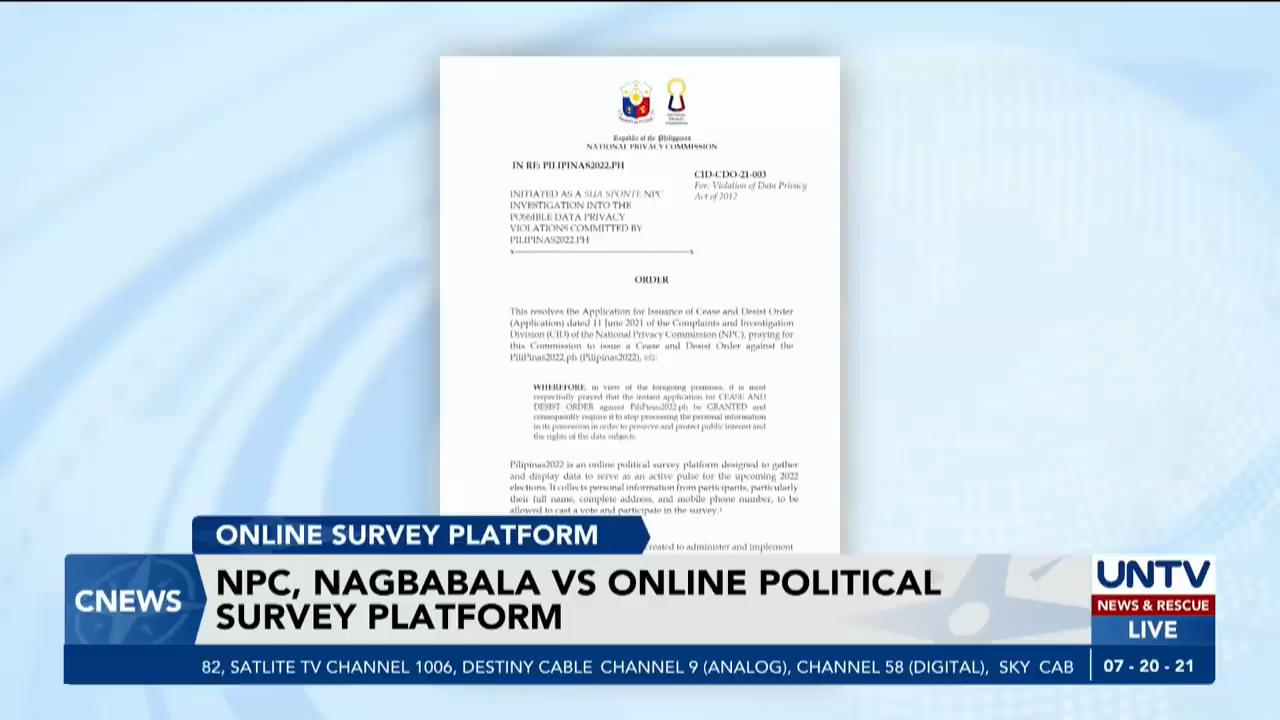 Republic of the Philippines
NATIONAL PRIVACY COMMISSION
IN RE: PILIPINAS2022.PH
CID-CDO-21-003
For: Violation of Data Privacy
Act of 2012
INITIATED AS A SUA SPONTE NPC
INVESTIGATION INTO THE
POSSIBLE DATA PRIVACY
VIOLATIONS COMMITTED BY
PILIPINAS2022.PH
x x
ORDER
This resolves the Application for Issuance of Cease and Desist Order
(Application) dated 11 June 2021 of the Complaints and Investigation
Division (CID) of the National Privacy Commission (NPC), praying for
this Commission to issue a Cease and Desist Order against the
PiliPinas2022.ph (Pilipinas2022), viz:
WHEREFORE, in view of the foregoing premises, it is most
respectfully prayed that the instant application for CEASE AND
DESIST ORDER against PiliPinas2022.ph be GRANTED and
consequently require it to stop processing the personal information
in its possession in order to preserve and protect public interest and
the rights of the data subjects.
Pilipinas2022 is an online political survey platform designed to gather
and display data to serve as an active pulse for the upcoming 2022
elections. It collects personal information from participants, particularly
their full name, complete address, and mobile phone number, to be
allowed to cast a vote and participate in the survey.¹
created to administer and implement
ONLINE SURVEY PLATFORM
CNEWS
NPC, NAGBABALA VS ONLINE POLITICAL
SURVEY PLATFORM
UNTV
NEWS & RESCUE
LIVE
82, SATLITE TV CHANNEL 1006, DESTINY CABLE CHANNEL 9 (ANALOG), CHANNEL 58 (DIGITAL), SKY CAB
07 - 20 - 21